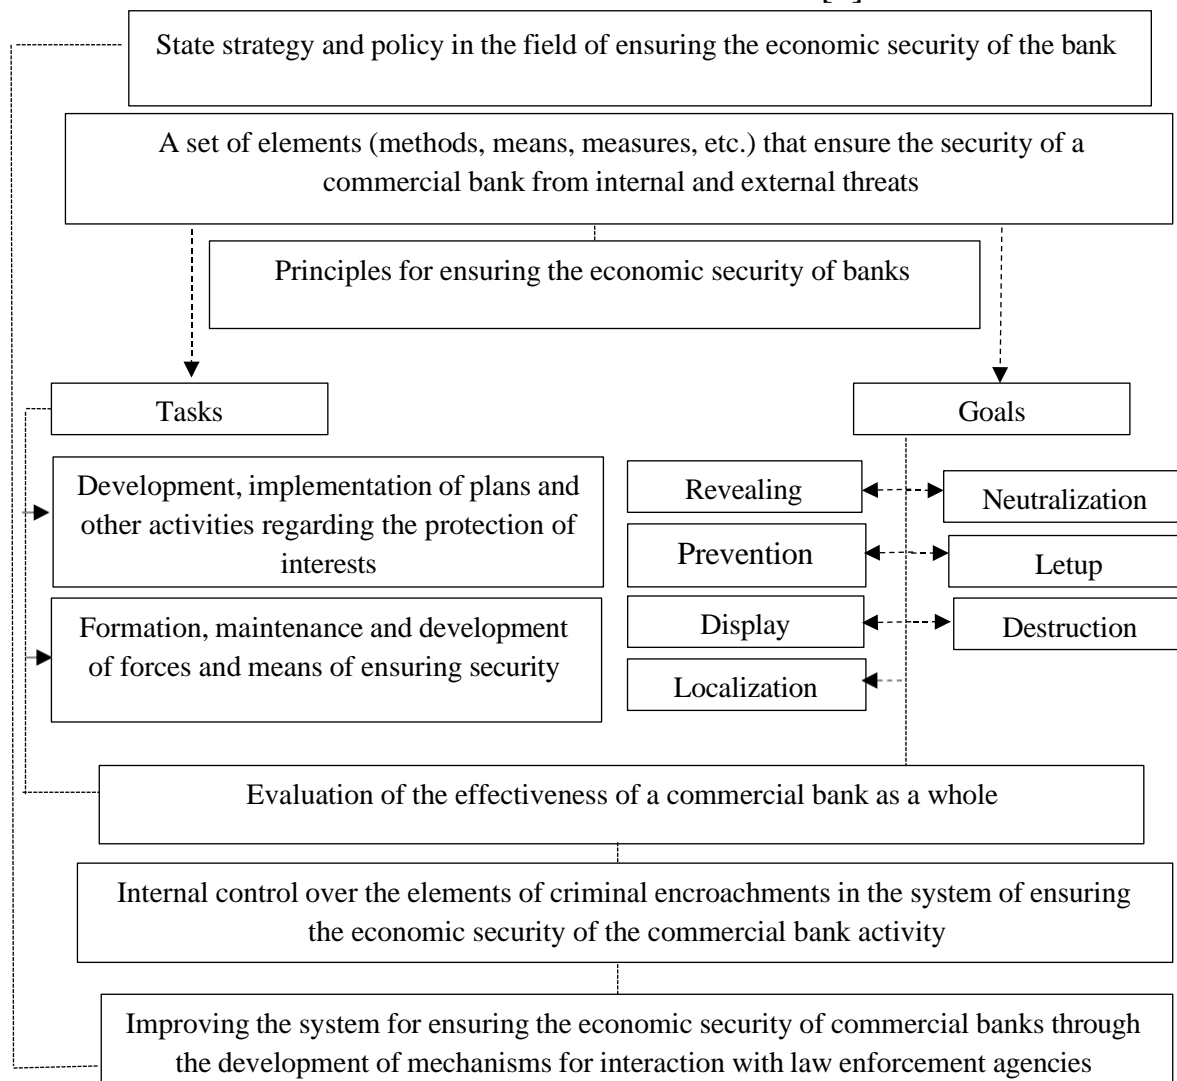 State strategy and policy in the field of ensuring the economic security of the bank
A set of elements (methods, means, measures, etc.) that ensure the security of a
commercial bank from internal and external threats
Principles for ensuring the economic security of banks
Tasks
Goals
Development, implementation of plans and
other activities regarding the protection of
interests
Formation, maintenance and development
of forces and means of ensuring security
Revealing
Neutralization
Prevention
Letup
Display
Destruction
Localization
Evaluation of the effectiveness of a commercial bank as a whole
Internal control over the elements of criminal encroachments in the system of ensuring
the economic security of the commercial bank activity
Improving the system for ensuring the economic security of commercial banks through
the development of mechanisms for interaction with law enforcement agencies